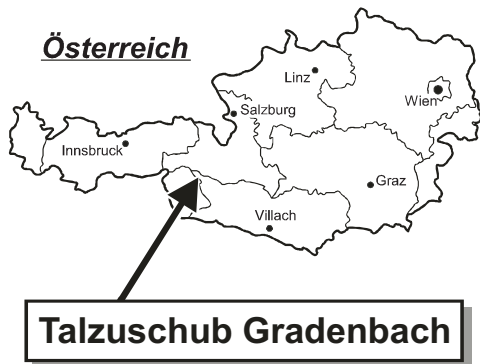 Österreich
Linz
Wien
Salzburg
Innsbruck
Graz
Villach
Talzuschub Gradenbach